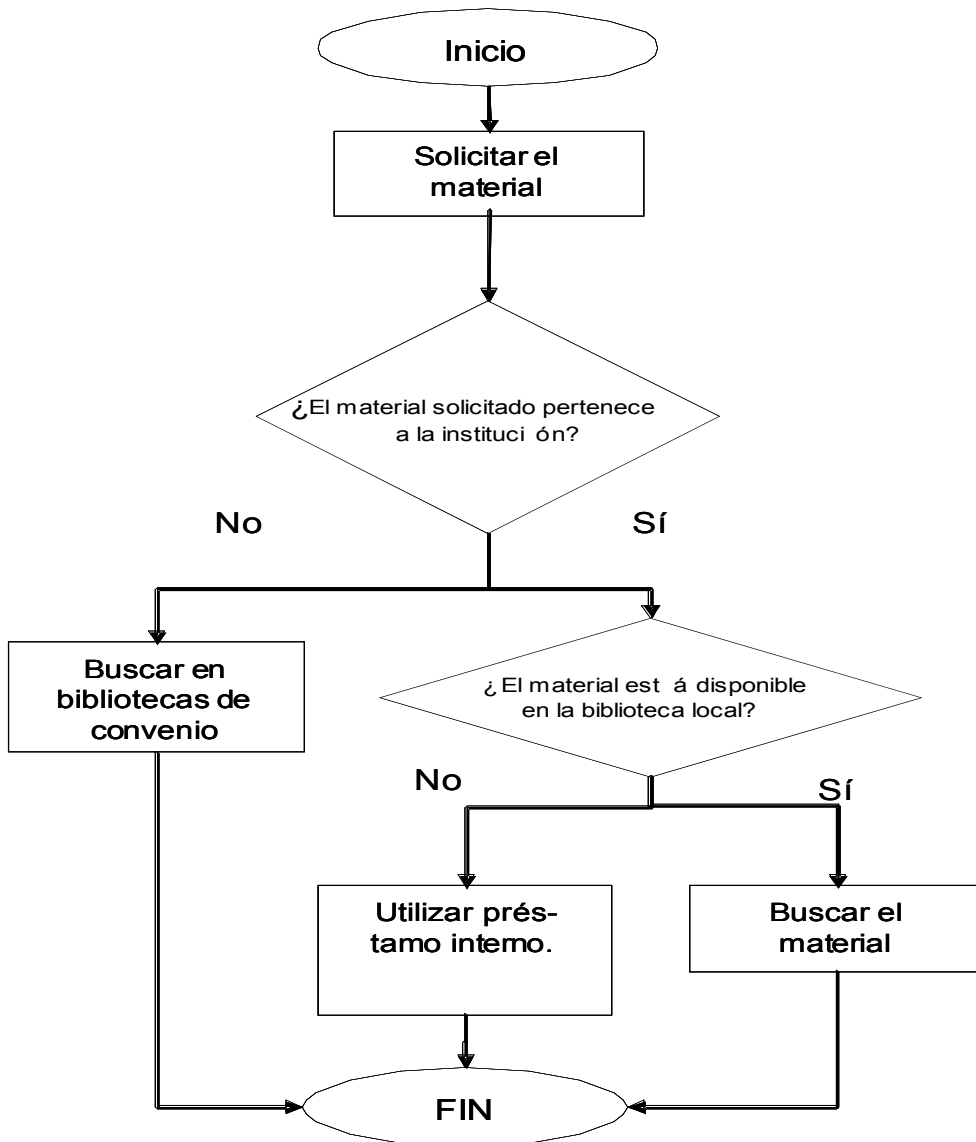 Inicio
Solicitar el
material
¿El material solicitado pertenece
a la instituci ón?
No
Sí
Buscar en
bibliotecas de
convenio
¿El material est á disponible
en la biblioteca local?
No
Sí
Utilizar prés-
tamo interno.
Buscar el
material
FIN